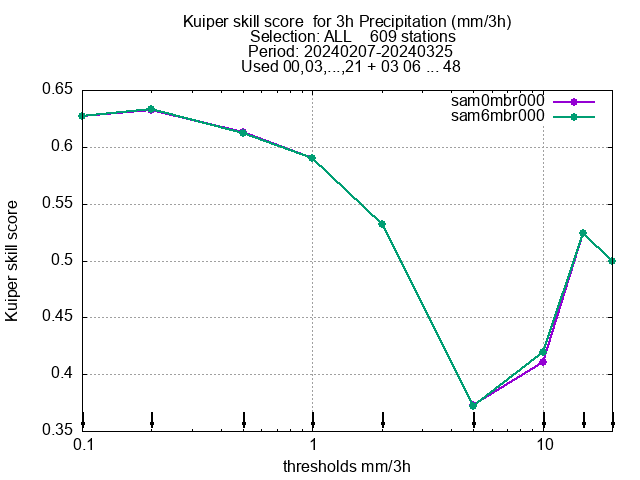 Kuiper skill score  for 3h Precipitation (mm/3h)
Selection: ALL    609 stations
Period: 20240207-20240325
Used 00,03,...,21 + 03 06 ... 48
sam0mbr000
sam6mbr000
0.65
0.6
0.55
0.5
0.45
0.4
0.35
Kuiper skill score
0.1
1
10
thresholds mm/3h